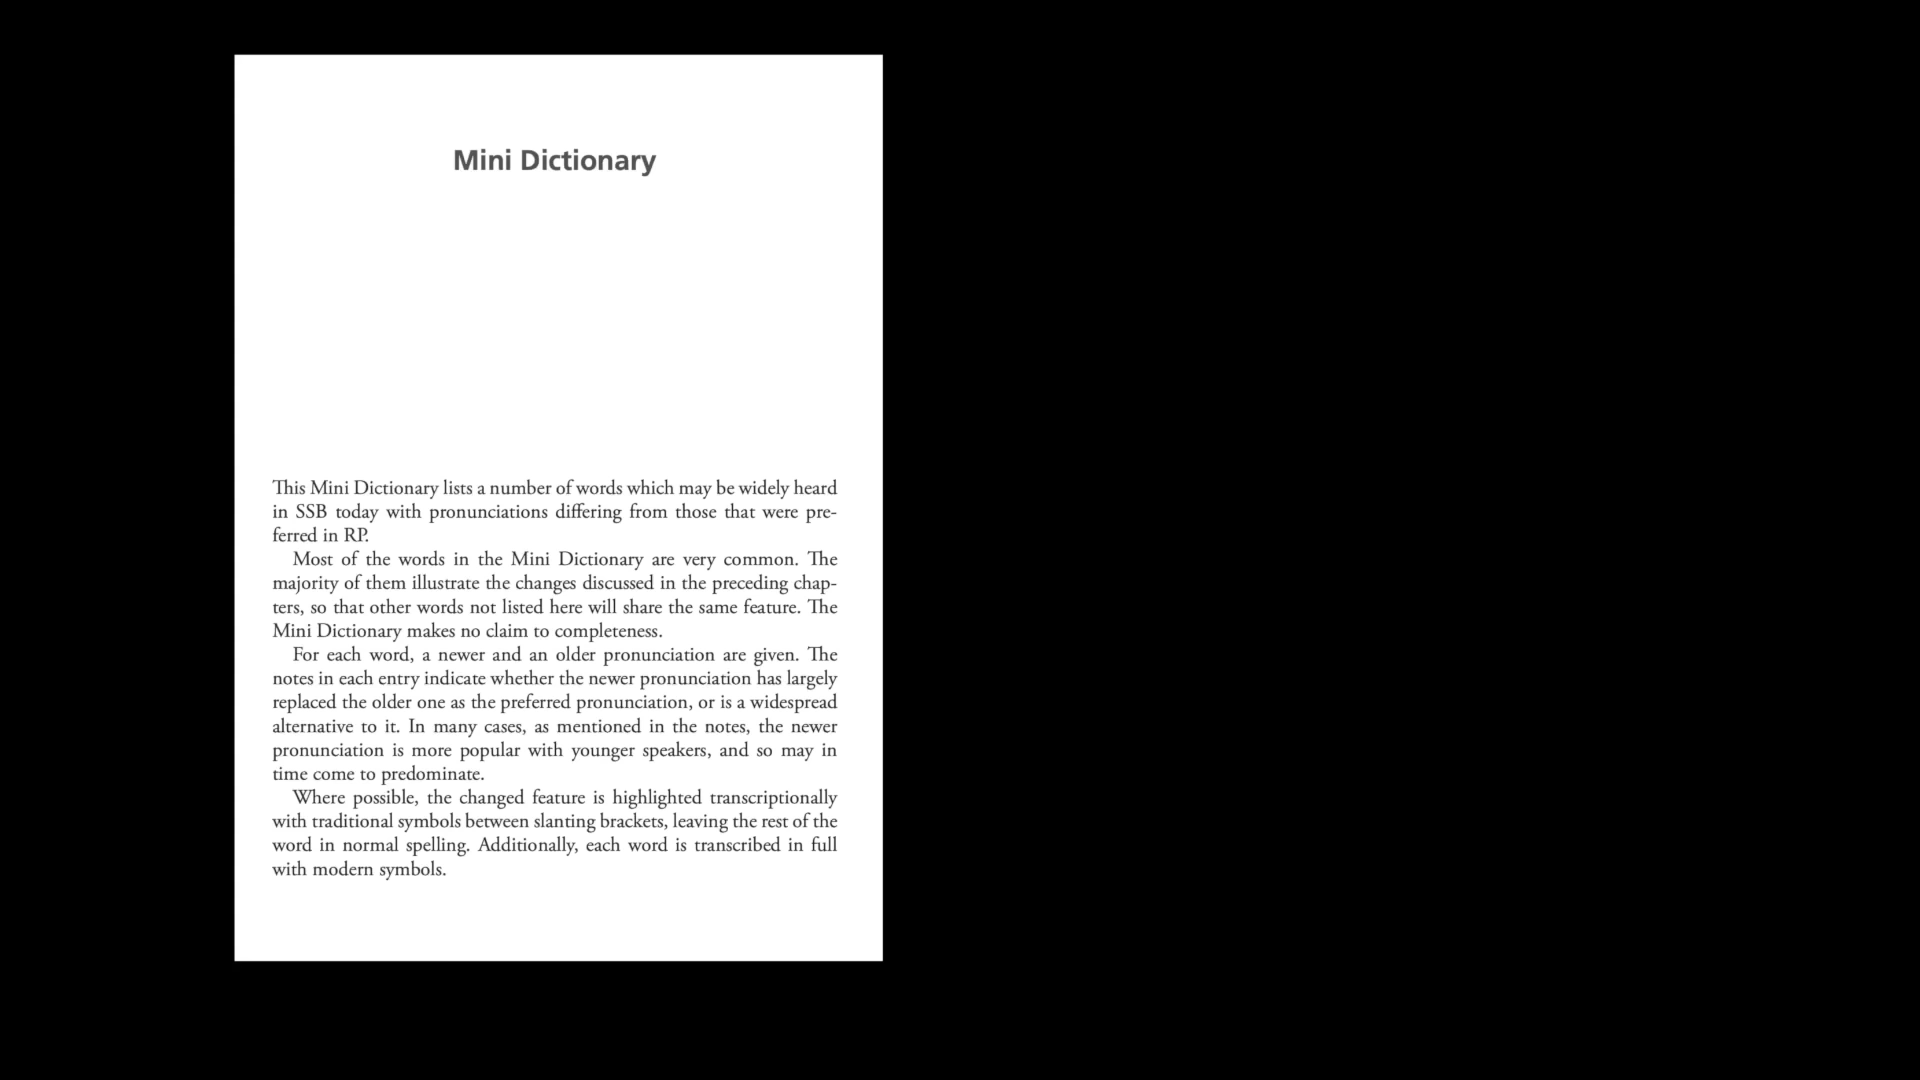 Mini Dictionary
This Mini Dictionary lists a number of words which may be widely heard
in SSB today with pronunciations differing from those that were pre-
ferred in RP.
Most of the words in the Mini Dictionary are very common. The
majority of them illustrate the changes discussed in the preceding chap-
ters, so that other words not listed here will share the same feature. The
Mini Dictionary makes no claim to completeness.
For each word, a newer and an older pronunciation are given. The
notes in each entry indicate whether the newer pronunciation has largely
replaced the older one as the preferred pronunciation, or is a widespread
alternative to it. In many cases, as mentioned in the notes, the newer
pronunciation is more popular with younger speakers, and so may in
time come to predominate.
Where possible, the changed feature is highlighted transcriptionally
with traditional symbols between slanting brackets, leaving the rest of the
word in normal spelling. Additionally, each word is transcribed in full
with modern symbols.